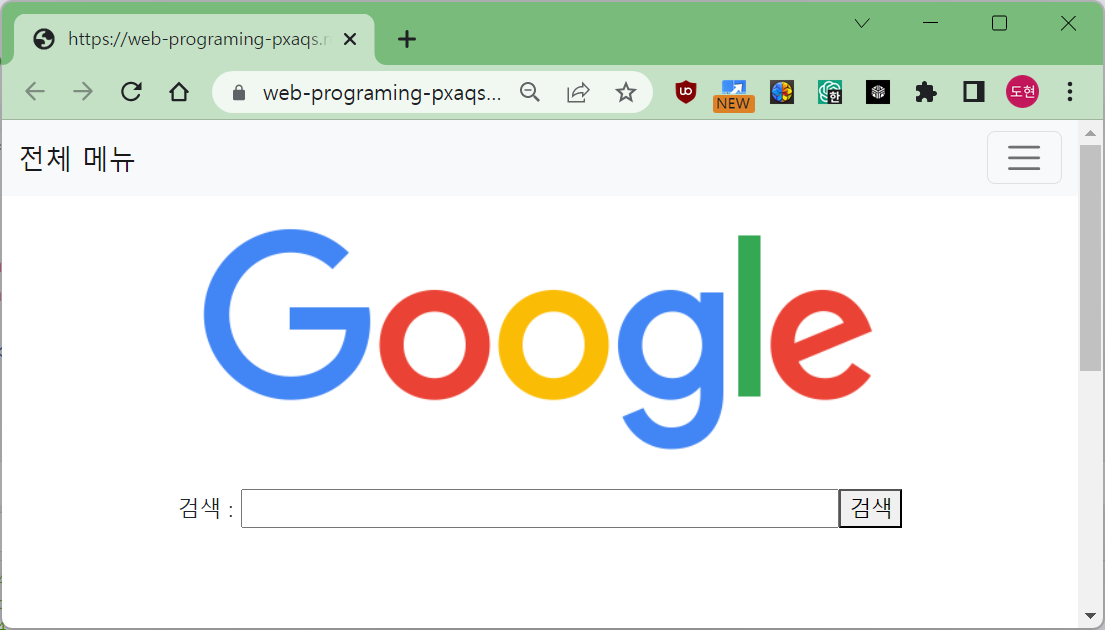 https://web-programing-pxaqs.
web-programing-pxaqs...
NEW
한
도현
전체 메뉴
Google
검색 :
검색